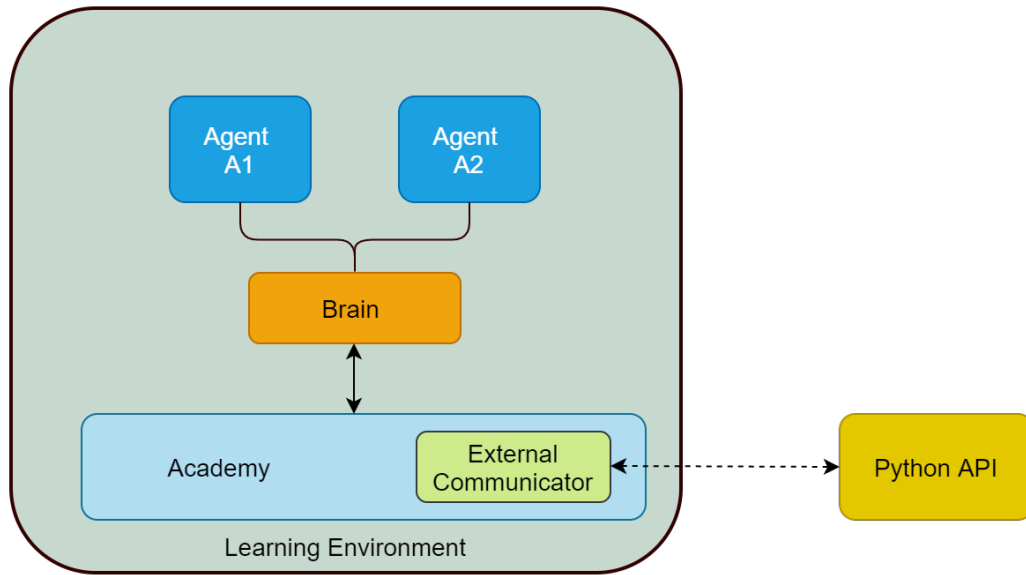 Agent
A1
Agent
A2
Brain
Academy
External
Communicator
Python API
Learning Environment